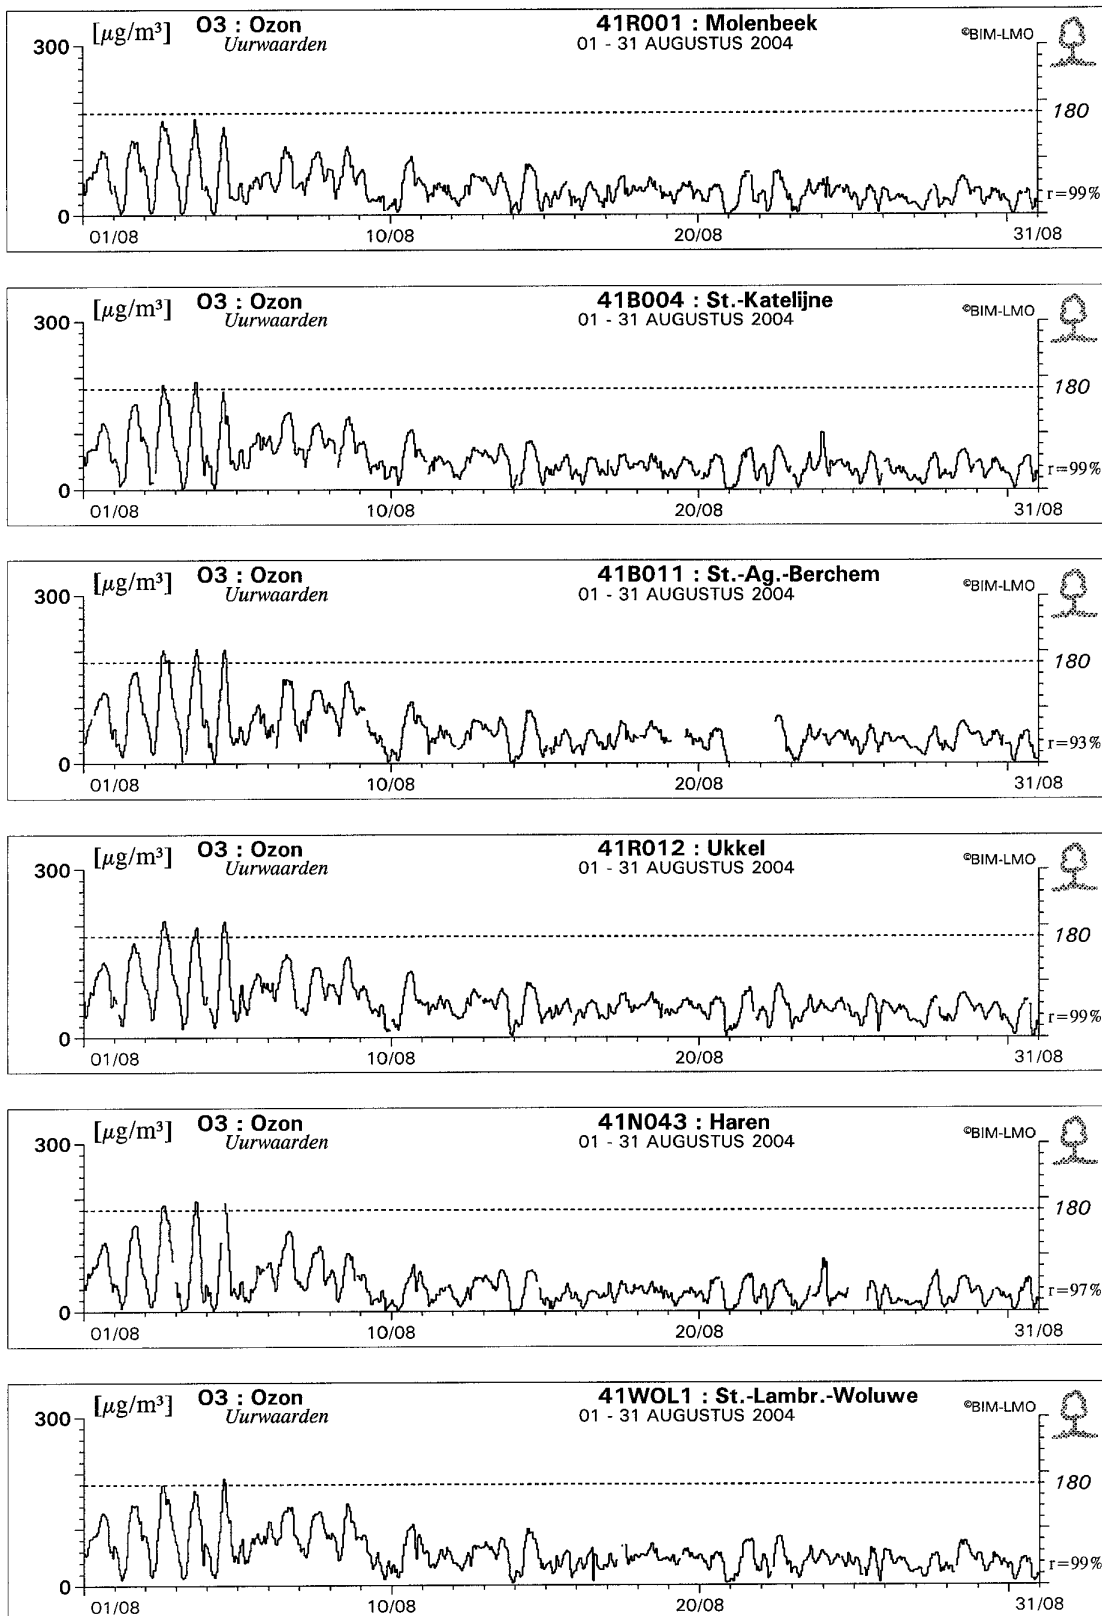 [µg/m³] O3 : Ozon 41R001 : Molenbeek ©BIM-LMO
Uurwaarden 01 - 31 AUGUSTUS 2004
300
180
r=99%
0
01/08 10/08 20/08 31/08
[µg/m³] O3 : Ozon 41B004 : St.-Katelijne ©BIM-LMO
Uurwaarden 01 - 31 AUGUSTUS 2004
300
180
r=99%
0
01/08 10/08 20/08 31/08
[µg/m³] O3 : Ozon 41B011 : St.-Ag.-Berchem ©BIM-LMO
Uurwaarden 01 - 31 AUGUSTUS 2004
300
180
r=93%
0
01/08 10/08 20/08 31/08
[µg/m³] O3 : Ozon 41R012 : Ukkel ©BIM-LMO
Uurwaarden 01 - 31 AUGUSTUS 2004
300
180
r=99%
0
01/08 10/08 20/08 31/08
[µg/m³] O3 : Ozon 41N043 : Haren ©BIM-LMO
Uurwaarden 01 - 31 AUGUSTUS 2004
300
180
r=97%
0
01/08 10/08 20/08 31/08
[µg/m³] O3 : Ozon 41WOL1 : St.-Lambr.-Woluwe ©BIM-LMO
Uurwaarden 01 - 31 AUGUSTUS 2004
300
180
r=99%
0
01/08 10/08 20/08 31/08